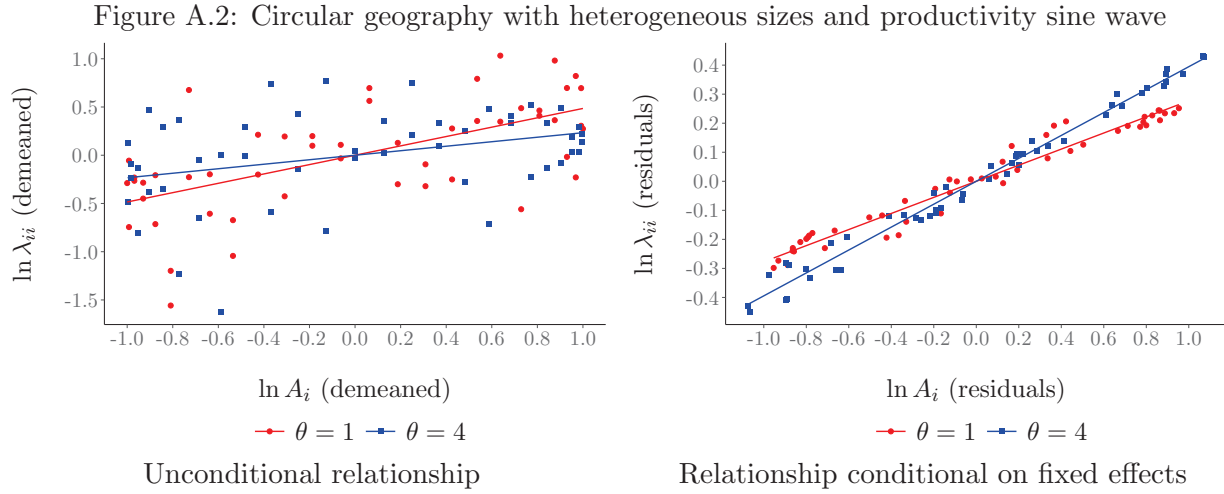 Figure A.2: Circular geography with heterogeneous sizes and productivity sine wave
ln λii (demeaned)
1.0
0.5
0.0
-0.5
-1.0
-1.5
-1.0 -0.8 -0.6 -0.4 -0.2 0.0 0.2 0.4 0.6 0.8 1.0
ln Ai (demeaned)
θ = 1 θ = 4
Unconditional relationship
ln λii (residuals)
0.4
0.3
0.2
0.1
0.0
-0.1
-0.2
-0.3
-0.4
-1.0 -0.8 -0.6 -0.4 -0.2 0.0 0.2 0.4 0.6 0.8 1.0
ln Ai (residuals)
θ = 1 θ = 4
Relationship conditional on fixed effects